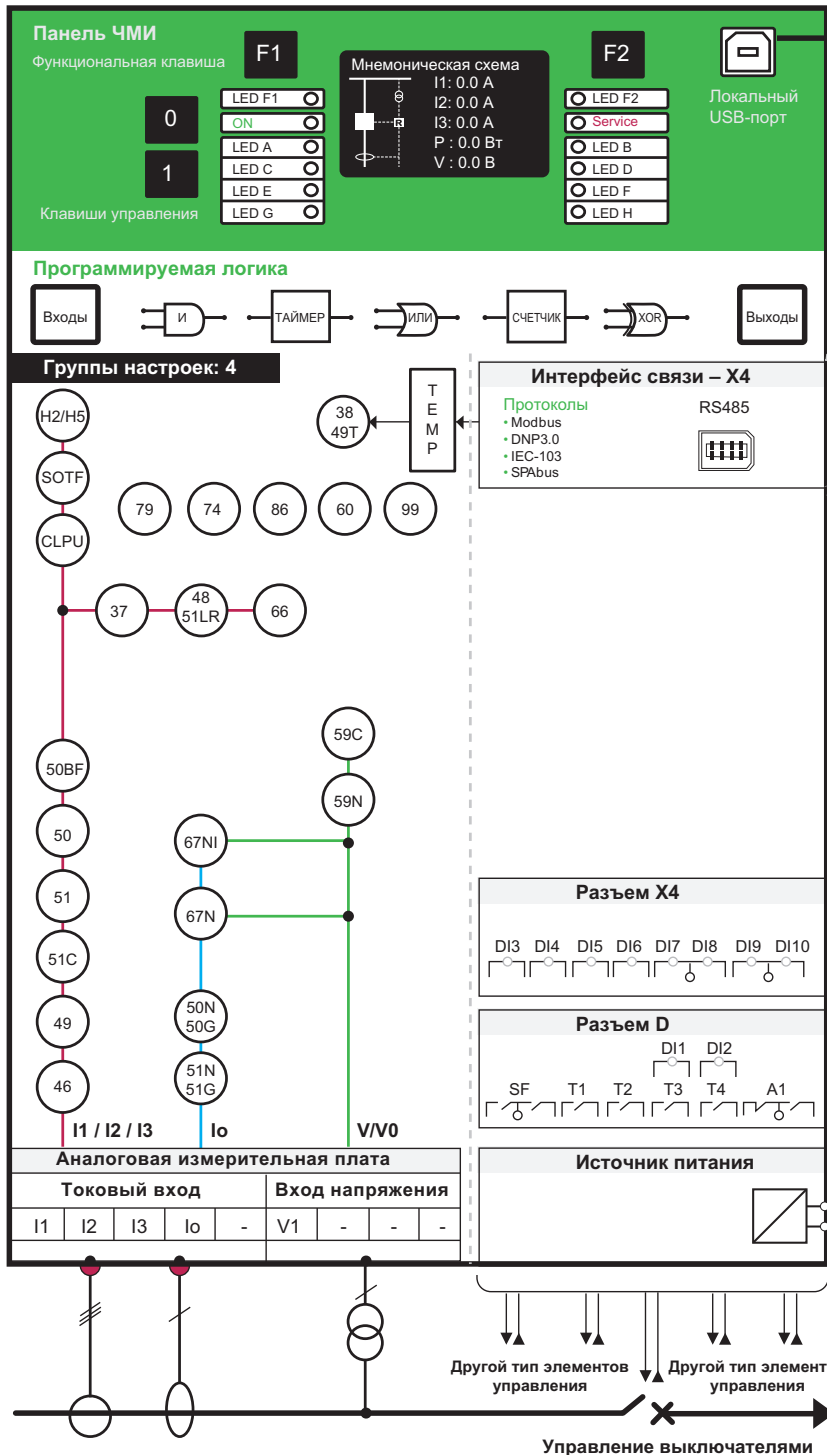 Панель ЧМИ
Функциональная клавиша
F1
F2
Мнемоническая схема
I1: 0.0 А
I2: 0.0 А
I3: 0.0 А
P : 0.0 Вт
V : 0.0 В
R
Локальный
USB-порт
0
1
Клавиши управления
LED F1
ON
LED A
LED C
LED E
LED G
LED F2
Service
LED B
LED D
LED F
LED H
Программируемая логика
Входы
И
ТАЙМЕР
ИЛИ
СЧЕТЧИК
XOR
Выходы
Группы настроек: 4
H2/H5
SOTF
CLPU
38
49T
T
E
M
P
79
74
86
60
99
37
48
51LR
66
Интерфейс связи – X4
Протоколы
• Modbus
• DNP3.0
• IEC-103
• SPAbus
RS485
59C
59N
50BF
50
51
51C
49
46
67NI
67N
50N
50G
51N
51G
I1 / I2 / I3
Io
V/V0
Разъем X4
DI3 DI4 DI5 DI6 DI7 DI8 DI9 DI10
Разъем D
DI1 DI2
SF T1 T2 T3 T4 A1
Аналоговая измерительная плата
Токовый вход
Вход напряжения
I1 I2 I3 Io - V1 - - -
Источник питания
Другой тип элементов
управления
Другой тип элемент
управления
Управление выключателями